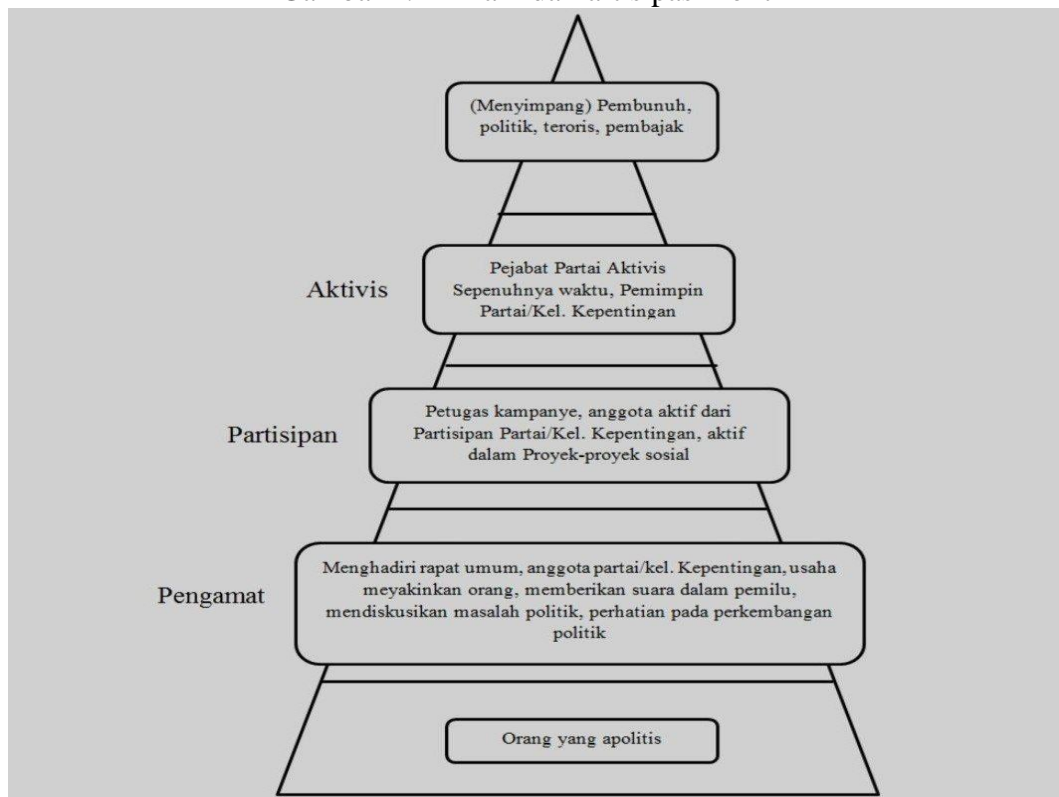 (Menyimpang) Pembunuh,
politik, teroris, pembajak
Aktivis
Pejabat Partai Aktivis
Sepenuhnya waktu, Pemimpin
Partai/Kel. Kepentingan
Partisipan
Petugas kampanye, anggota aktif dari
Partisipan Partai/Kel. Kepentingan, aktif
dalam Proyek-proyek sosial
Pengamat
Menghadiri rapat umum, anggota partai/kel. Kepentingan, usaha
meyakinkan orang, memberikan suara dalam pemilu,
mendiskusikan masalah politik, perhatian pada perkembangan
politik
Orang yang apolitis